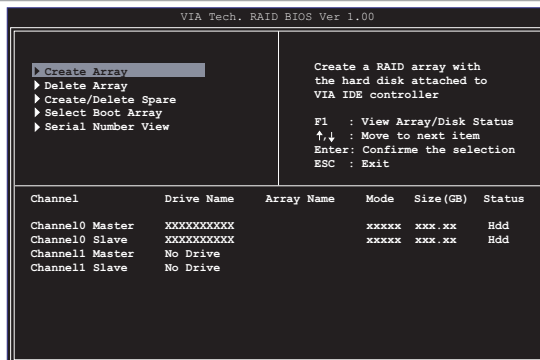 VIA Tech. RAID BIOS Ver 1.00
Create Array
Delete Array
Create/Delete Spare
Select Boot Array
Serial Number View
Create a RAID array with
the hard disk attached to
VIA IDE controller
F1 : View Array/Disk Status
↑,↓ : Move to next item
Enter: Confirme the selection
ESC : Exit
Channel Drive Name Array Name Mode Size(GB) Status
Channel0 Master XXXXXXXXXX xxxxx xxx.xx Hdd
Channel0 Slave XXXXXXXXXX xxxxx xxx.xx Hdd
Channel1 Master No Drive
Channel1 Slave No Drive